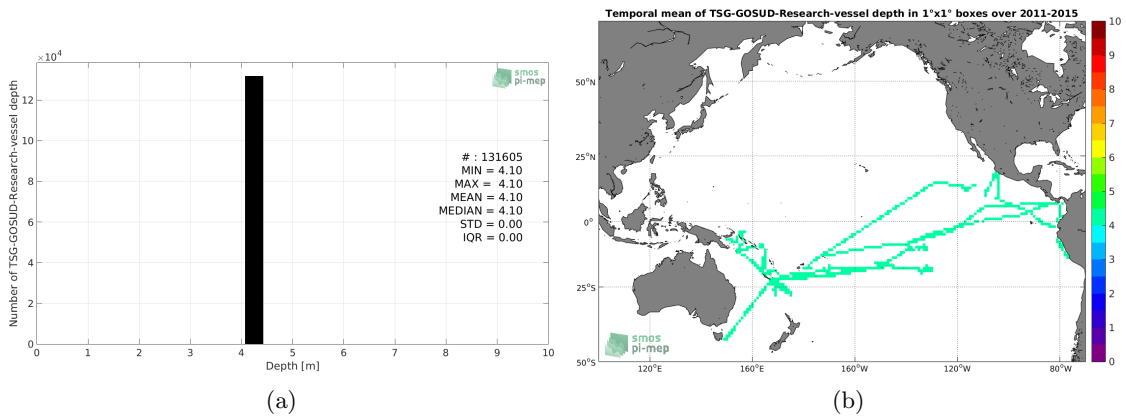 ×10⁴
12
10
8
6
4
2
0
Number of TSG-GOSUD-Research-vessel depth
smos
pi-mep
# : 131605
MIN = 4.10
MAX = 4.10
MEAN = 4.10
MEDIAN = 4.10
STD = 0.00
IQR = 0.00
0 1 2 3 4 5 6 7 8 9 10
Depth [m]
(a)
Temporal mean of TSG-GOSUD-Research-vessel depth in 1°x1° boxes over 2011-2015
50°N
25°N
0°
25°S
50°S
120°E 160°E 160°W 120°W 80°W
smos
pi-mep
10
9
8
7
6
5
4
3
2
1
0
(b)